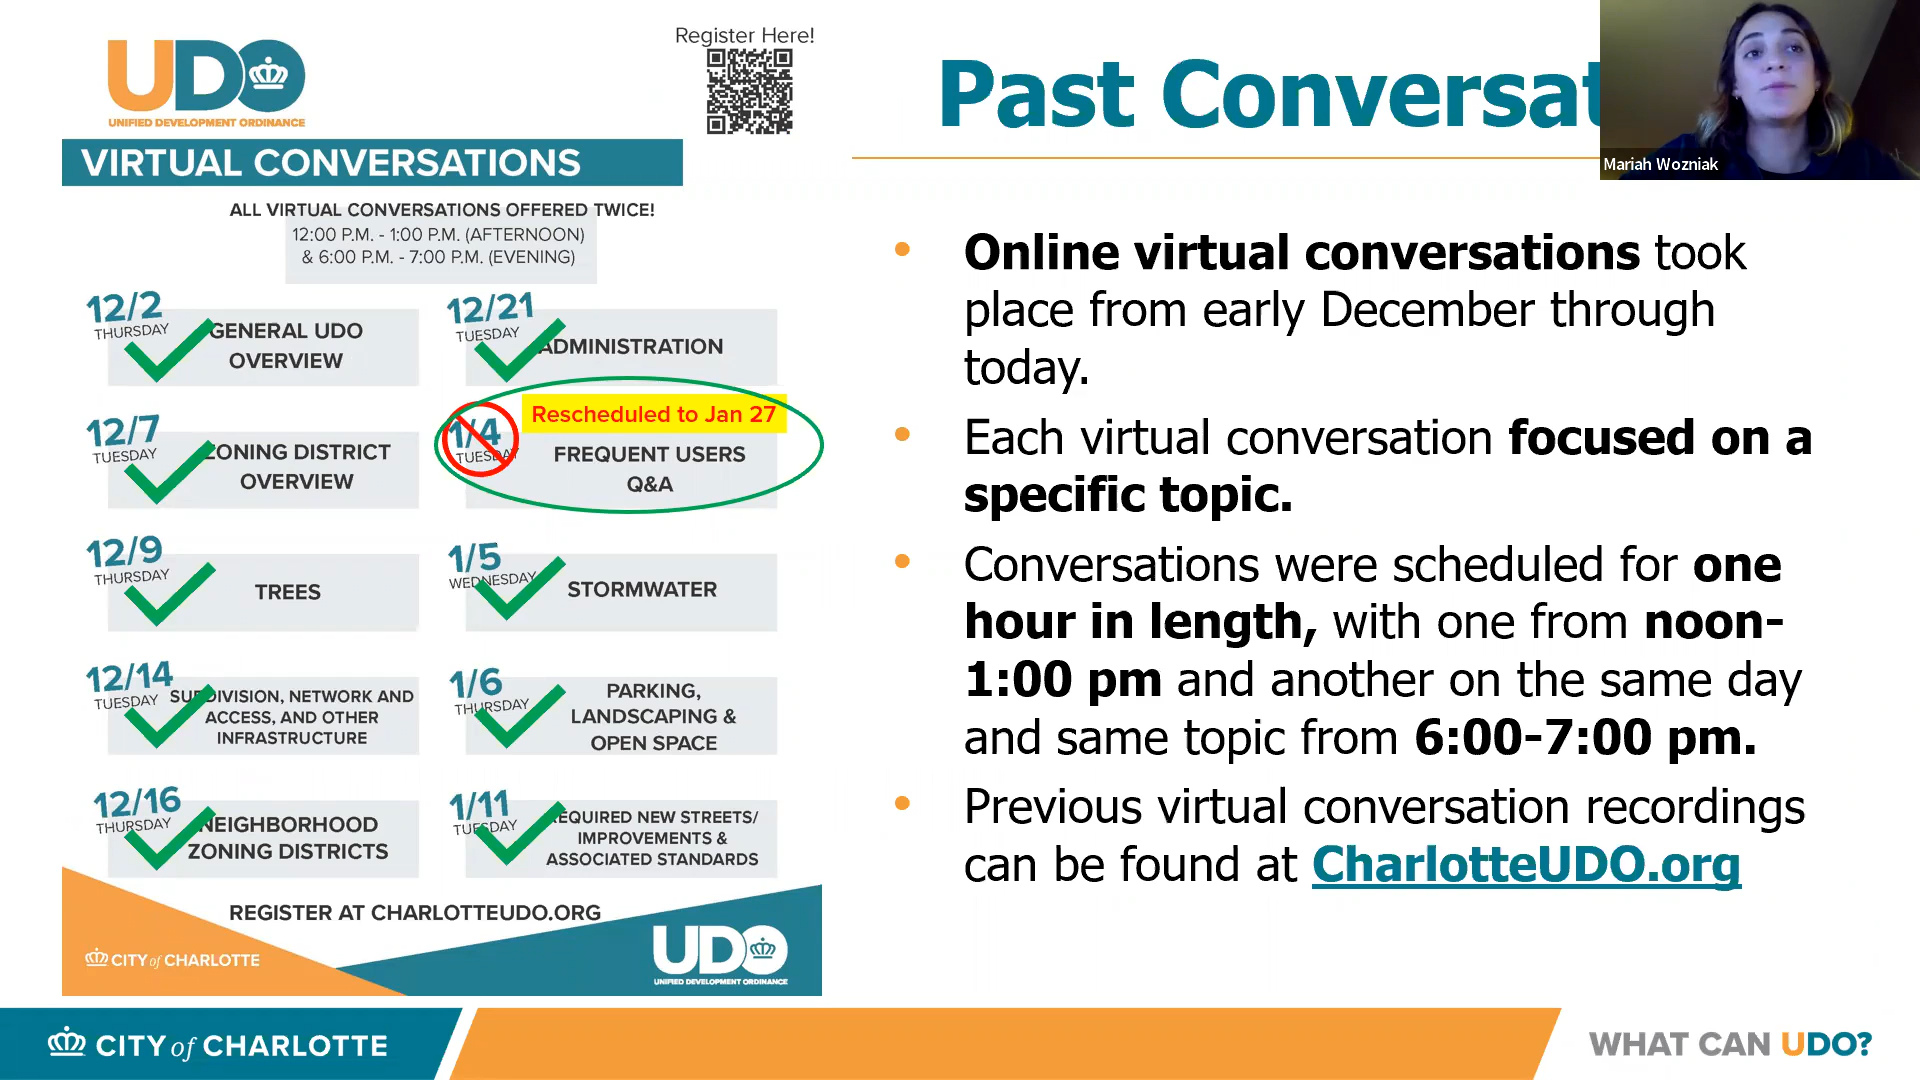 UDO
UNIFIED DEVELOPMENT ORDINANCE
Register Here!
VIRTUAL CONVERSATIONS
ALL VIRTUAL CONVERSATIONS OFFERED TWICE!
12:00 P.M. - 1:00 P.M. (AFTERNOON)
& 6:00 P.M. - 7:00 P.M. (EVENING)
12/2
THURSDAY
GENERAL UDO
OVERVIEW
12/7
TUESDAY
ZONING DISTRICT
OVERVIEW
12/9
THURSDAY
TREES
12/14
TUESDAY
SUBDIVISION, NETWORK AND
ACCESS, AND OTHER
INFRASTRUCTURE
12/16
THURSDAY
NEIGHBORHOOD
ZONING DISTRICTS
12/21
TUESDAY
ADMINISTRATION
Rescheduled to Jan 27
1/4
TUESDAY
FREQUENT USERS
Q&A
1/5
WEDNESDAY
STORMWATER
1/6
THURSDAY
PARKING,
LANDSCAPING &
OPEN SPACE
1/11
TUESDAY
REQUIRED NEW STREETS/
IMPROVEMENTS &
ASSOCIATED STANDARDS
REGISTER AT CHARLOTTEUDO.ORG
CITY of CHARLOTTE
UDO
UNIFIED DEVELOPMENT ORDINANCE
Past Conversat
Mariah Wozniak
• Online virtual conversations took
place from early December through
today.
• Each virtual conversation focused on a
specific topic.
• Conversations were scheduled for one
hour in length, with one from noon-
1:00 pm and another on the same day
and same topic from 6:00-7:00 pm.
• Previous virtual conversation recordings
can be found at CharlotteUDO.org
CITY of CHARLOTTE
WHAT CAN UDO?